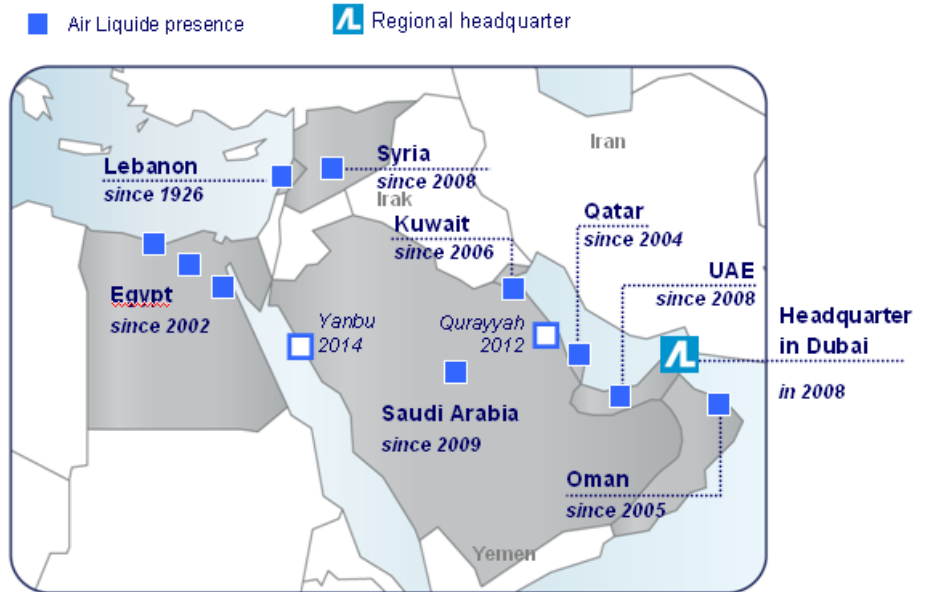 Air Liquide presence
Regional headquarter
Iran
Lebanon
since 1926
Syria
since 2008
Irak
Kuwait
since 2006
Qatar
since 2004
UAE
since 2008
Egypt
since 2002
Yanbu
2014
Qurayyah
2012
Headquarter
in Dubai
in 2008
Saudi Arabia
since 2009
Oman
since 2005
Yemen